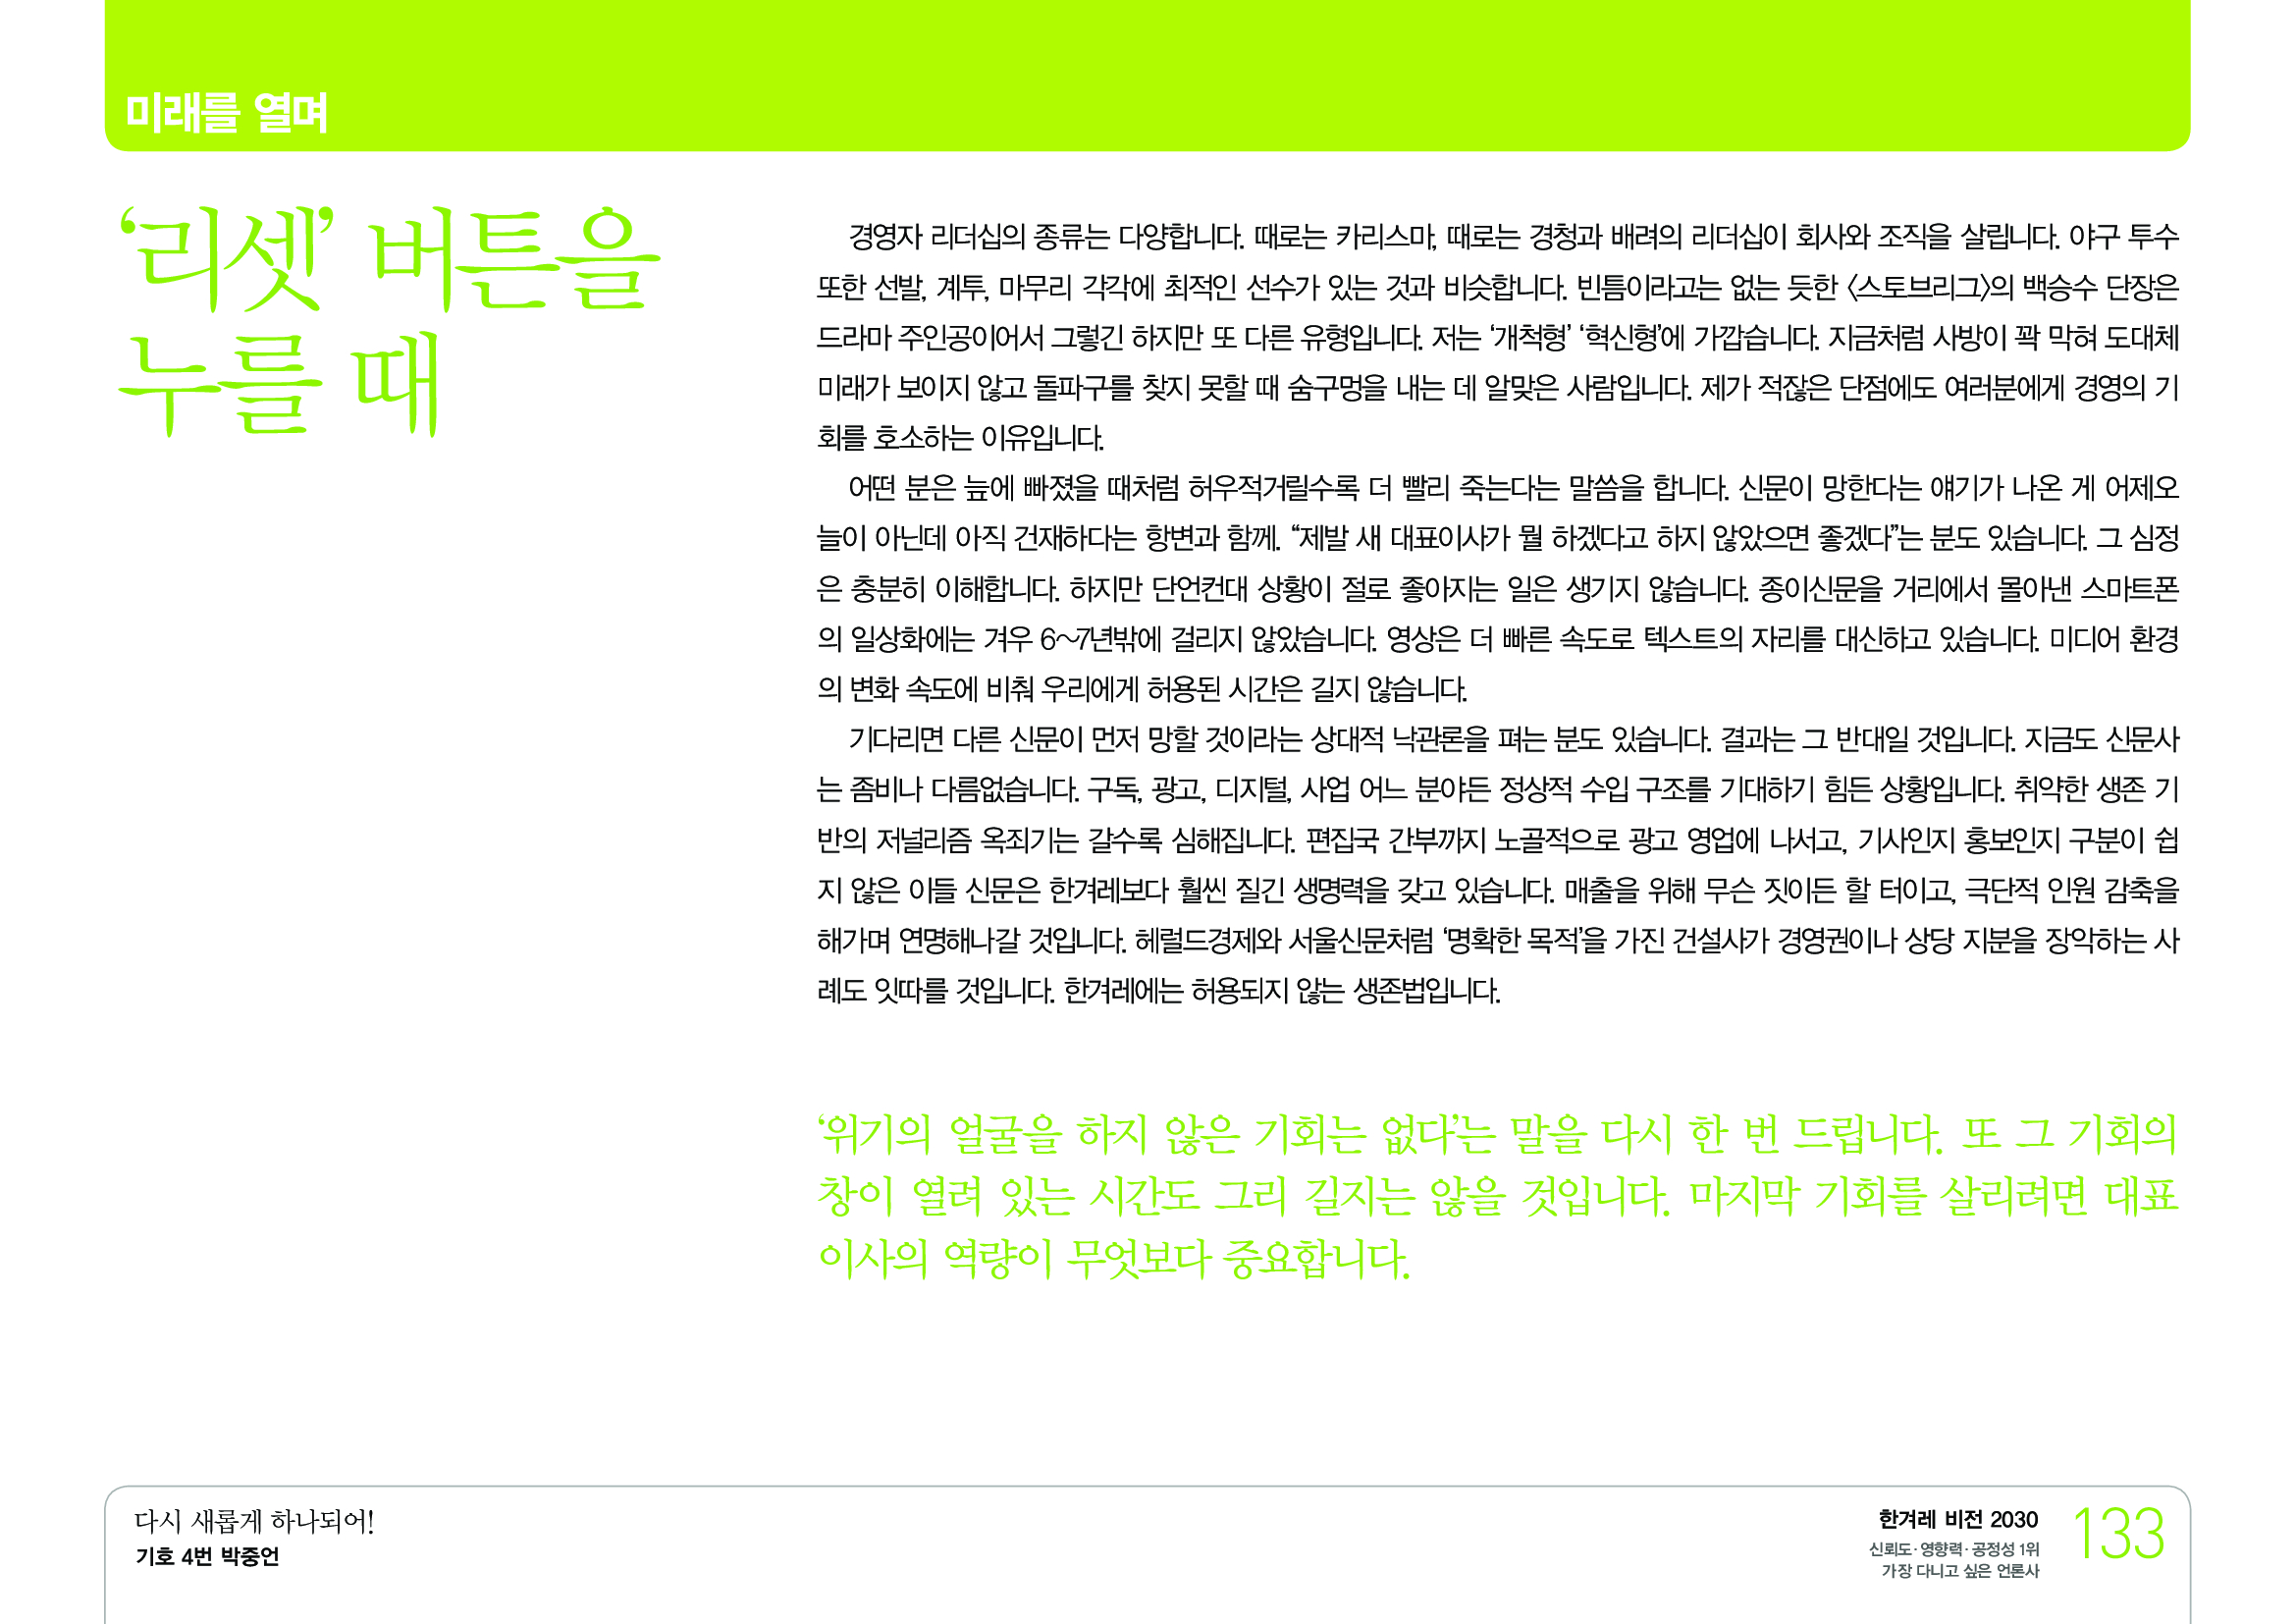 미래를 열며
‘리셋’ 버튼을
누를 때
경영자 리더십의 종류는 다양합니다. 때로는 카리스마, 때로는 경청과 배려의 리더십이 회사와 조직을 살립니다. 야구 투수
또한 선발, 계투, 마무리 각각에 최적인 선수가 있는 것과 비슷합니다. 빈틈이라고는 없는 듯한 〈스토브리그〉의 백승수 단장은
드라마 주인공이어서 그렇긴 하지만 또 다른 유형입니다. 저는 ‘개척형’ ‘혁신형’에 가깝습니다. 지금처럼 사방이 꽉 막혀 도대체
미래가 보이지 않고 돌파구를 찾지 못할 때 숨구멍을 내는 데 알맞은 사람입니다. 제가 적잖은 단점에도 여러분에게 경영의 기
회를 호소하는 이유입니다.
어떤 분은 늪에 빠졌을 때처럼 허우적거릴수록 더 빨리 죽는다는 말씀을 합니다. 신문이 망한다는 얘기가 나온 게 어제오
늘이 아닌데 아직 건재하다는 항변과 함께. “제발 새 대표이사가 뭘 하겠다고 하지 않았으면 좋겠다”는 분도 있습니다. 그 심정
은 충분히 이해합니다. 하지만 단언컨대 상황이 절로 좋아지는 일은 생기지 않습니다. 종이신문을 거리에서 몰아낸 스마트폰
의 일상화에는 겨우 6~7년밖에 걸리지 않았습니다. 영상은 더 빠른 속도로 텍스트의 자리를 대신하고 있습니다. 미디어 환경
의 변화 속도에 비춰 우리에게 허용된 시간은 길지 않습니다.
기다리면 다른 신문이 먼저 망할 것이라는 상대적 낙관론을 펴는 분도 있습니다. 결과는 그 반대일 것입니다. 지금도 신문사
는 좀비나 다름없습니다. 구독, 광고, 디지털, 사업 어느 분야든 정상적 수입 구조를 기대하기 힘든 상황입니다. 취약한 생존 기
반의 저널리즘 옥죄기는 갈수록 심해집니다. 편집국 간부까지 노골적으로 광고 영업에 나서고, 기사인지 홍보인지 구분이 쉽
지 않은 이들 신문은 한겨레보다 훨씬 질긴 생명력을 갖고 있습니다. 매출을 위해 무슨 짓이든 할 터이고, 극단적 인원 감축을
해가며 연명해나갈 것입니다. 헤럴드경제와 서울신문처럼 ‘명확한 목적’을 가진 건설사가 경영권이나 상당 지분을 장악하는 사
례도 잇따를 것입니다. 한겨레에는 허용되지 않는 생존법입니다.
‘위기의 얼굴을 하지 않은 기회는 없다’는 말을 다시 한 번 드립니다. 또 그 기회의
창이 열려 있는 시간도 그리 길지는 않을 것입니다. 마지막 기회를 살리려면 대표
이사의 역량이 무엇보다 중요합니다.
다시 새롭게 하나되어!
기호 4번 박중언
한겨레 비전 2030
신뢰도·영향력·공정성 1위
가장 다니고 싶은 언론사
133